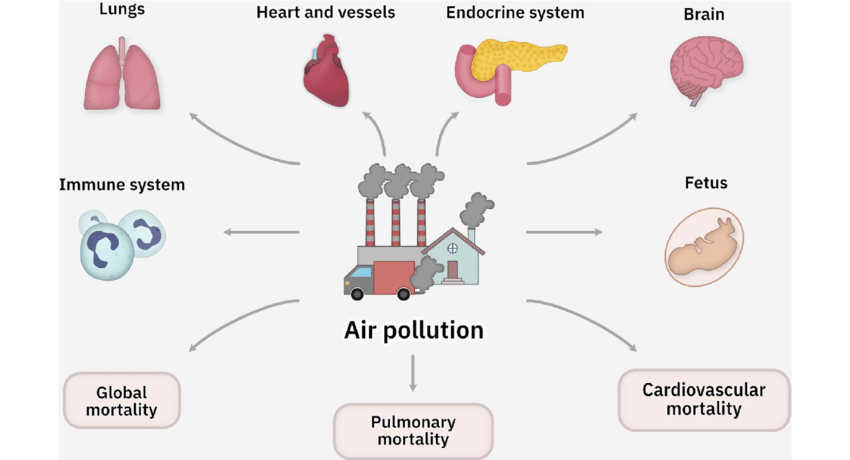 Lungs
Heart and vessels
Endocrine system
Brain
Immune system
Fetus
Air pollution
Global
mortality
Pulmonary
mortality
Cardiovascular
mortality